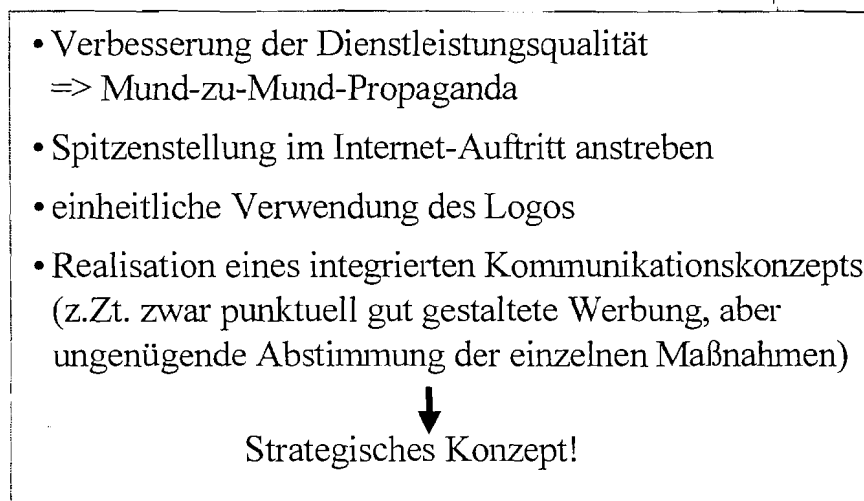 • Verbesserung der Dienstleistungsqualität
=> Mund-zu-Mund-Propaganda
• Spitzenstellung im Internet-Auftritt anstreben
• einheitliche Verwendung des Logos
• Realisation eines integrierten Kommunikationskonzepts
(z.Zt. zwar punktuell gut gestaltete Werbung, aber
ungenügende Abstimmung der einzelnen Maßnahmen)
Strategisches Konzept!